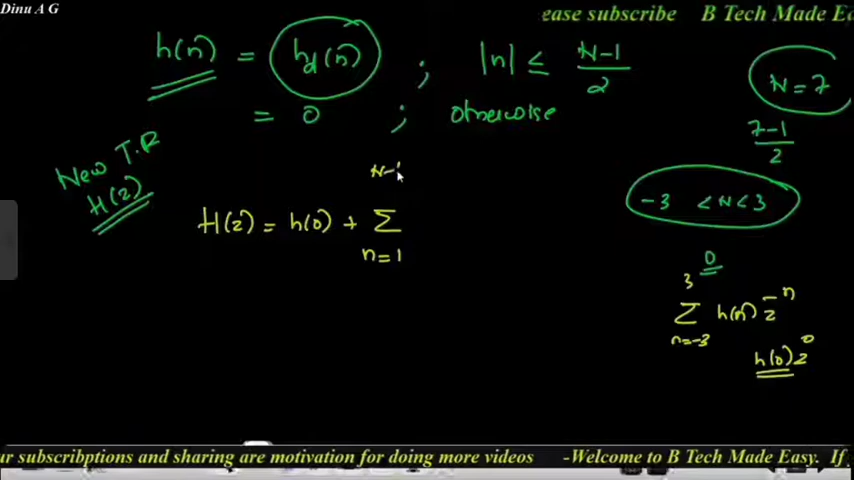 Dinu A G
ease subscribe B Tech Made Ea
h(n) = hd(n) ; |n| ≤ N-1/2
= 0 ; otherwise
N = 7
7-1/2
-3 < N < 3
New T.F
H(z)
N-1
H(z) = h(0) + Σ
n=1
0
3
Σ h(n) z^-n
n=-3
h(0) z^0
ur subscribptions and sharing are motivation for doing more videos -Welcome to B Tech Made Easy. If